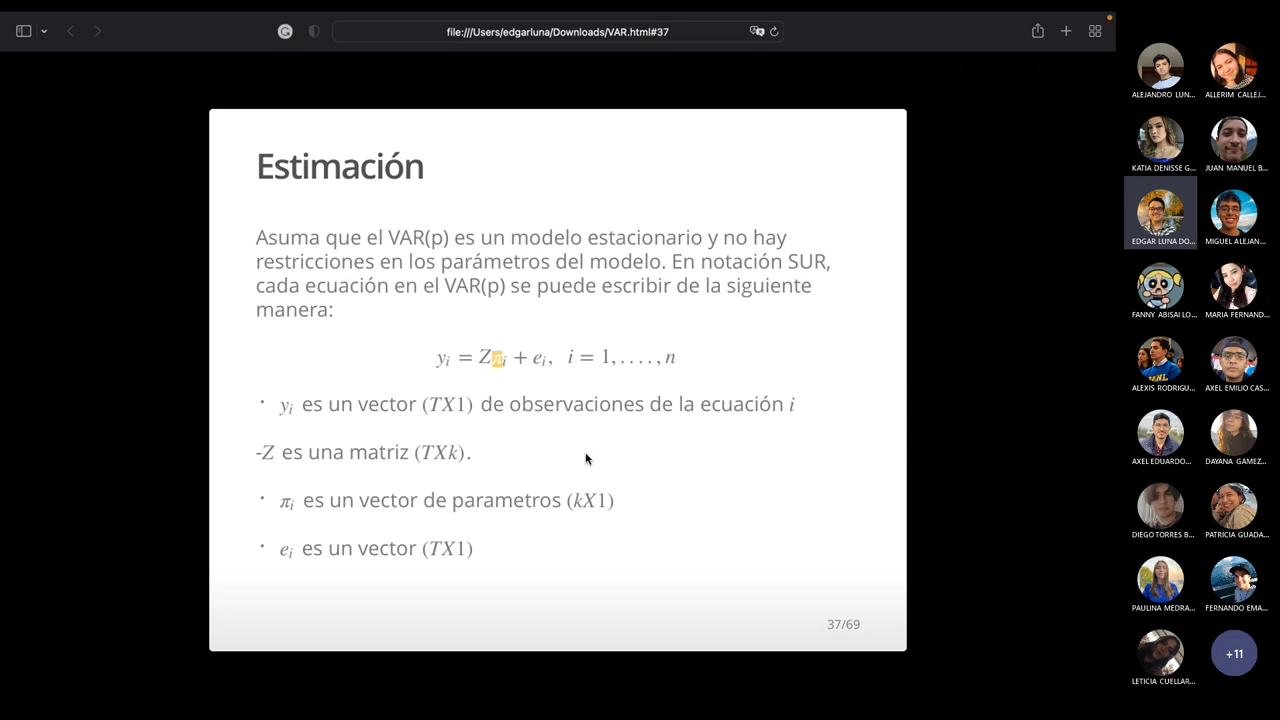 file:///Users/edgarluna/Downloads/VAR.html#37
Estimación
Asuma que el VAR(p) es un modelo estacionario y no hay
restricciones en los parámetros del modelo. En notación SUR,
cada ecuación en el VAR(p) se puede escribir de la siguiente
manera:
yᵢ = Zπᵢ + eᵢ, i = 1, . . . . , n
· yᵢ es un vector (TX1) de observaciones de la ecuación i
-Z es una matriz (TXk).
· πᵢ es un vector de parametros (kX1)
· eᵢ es un vector (TX1)
37/69
ALEJANDRO LUN...
ALLERIM CALLEJ...
KATIA DENISSE G...
JUAN MANUEL B...
EDGAR LUNA DO...
MIGUEL ALEJAN...
FANNY ABISAI LO...
MARIA FERNAND...
ALEXIS RODRIGU...
AXEL EMILIO CAS...
AXEL EDUARDO...
DAYANA GAMEZ...
DIEGO TORRES B...
PATRICIA GUADA...
PAULINA MEDRA...
FERNANDO EMA...
LETICIA CUELLAR...
+11